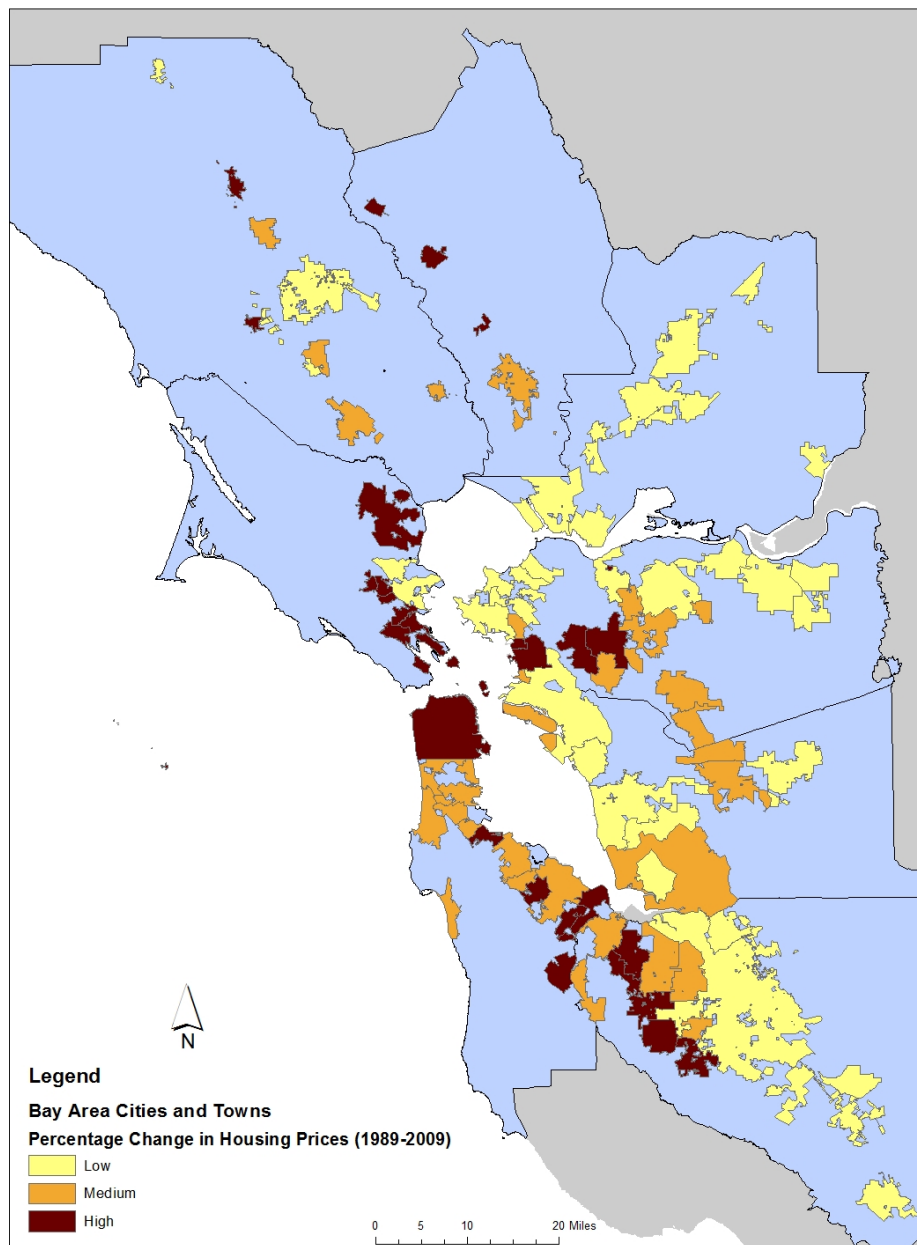 N
Legend
Bay Area Cities and Towns
Percentage Change in Housing Prices (1989-2009)
Low
Medium
High
0 5 10 20 Miles